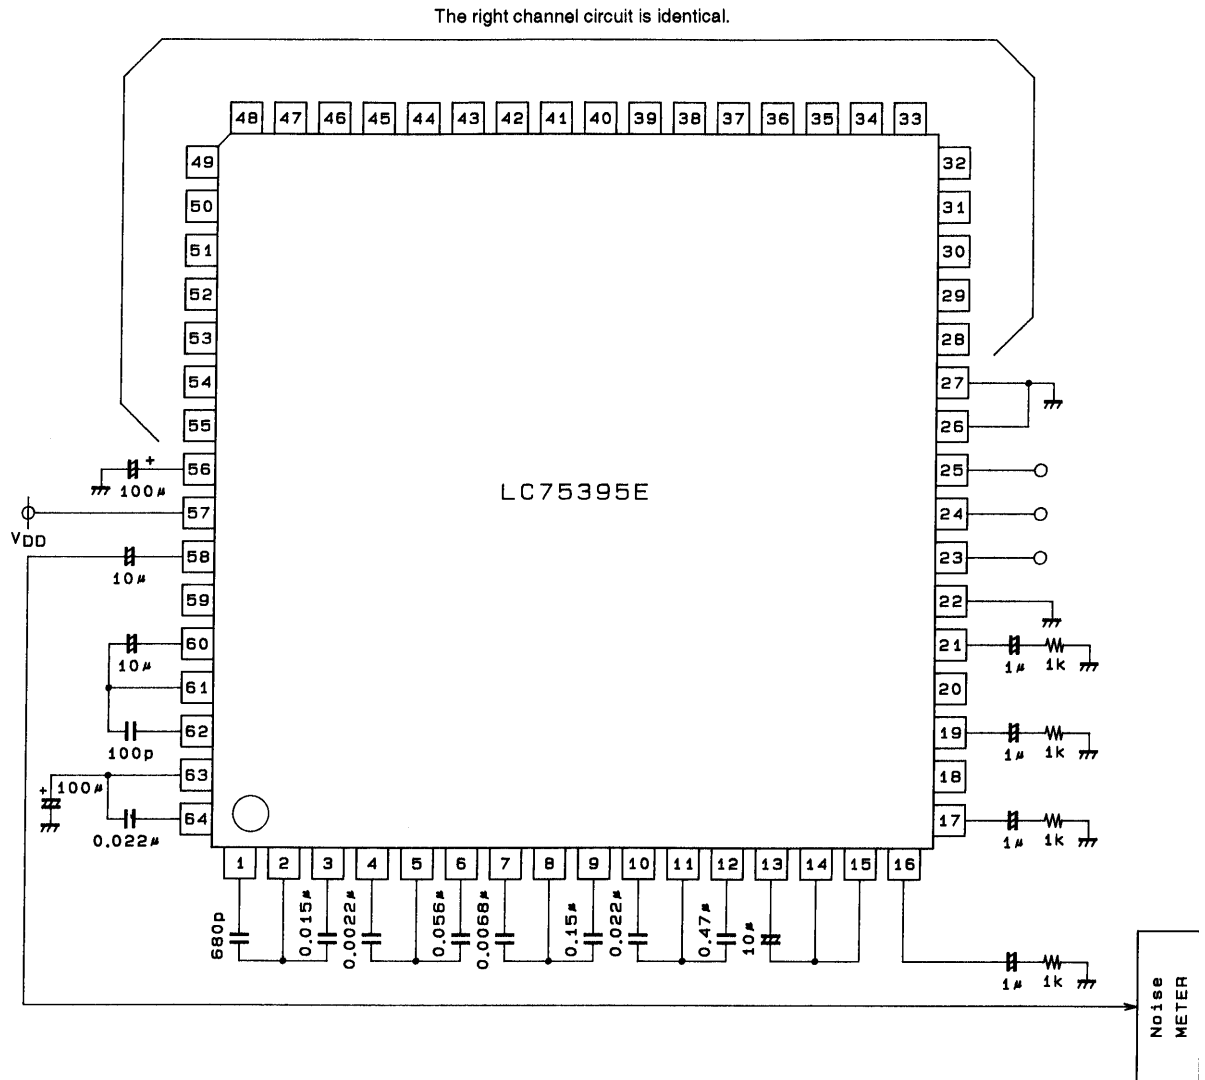 The right channel circuit is identical.
48 47 46 45 44 43 42 41 40 39 38 37 36 35 34 33
49 32
50 31
51 30
52 29
53 28
54 27
55 26
56 25
100µ
LC75395E
57 24
VDD
58 23
10µ
59 22
60 21
10µ 1µ 1k
61 20
62 19
100p 1µ 1k
63 18
+ 100µ
64 17
0.022µ 1µ 1k
1 2 3 4 5 6 7 8 9 10 11 12 13 14 15 16
680p 0.015µ 0.0022µ 0.056µ 0.0068µ 0.15µ 0.022µ 0.47µ 10µ
1µ 1k
Noise
METER